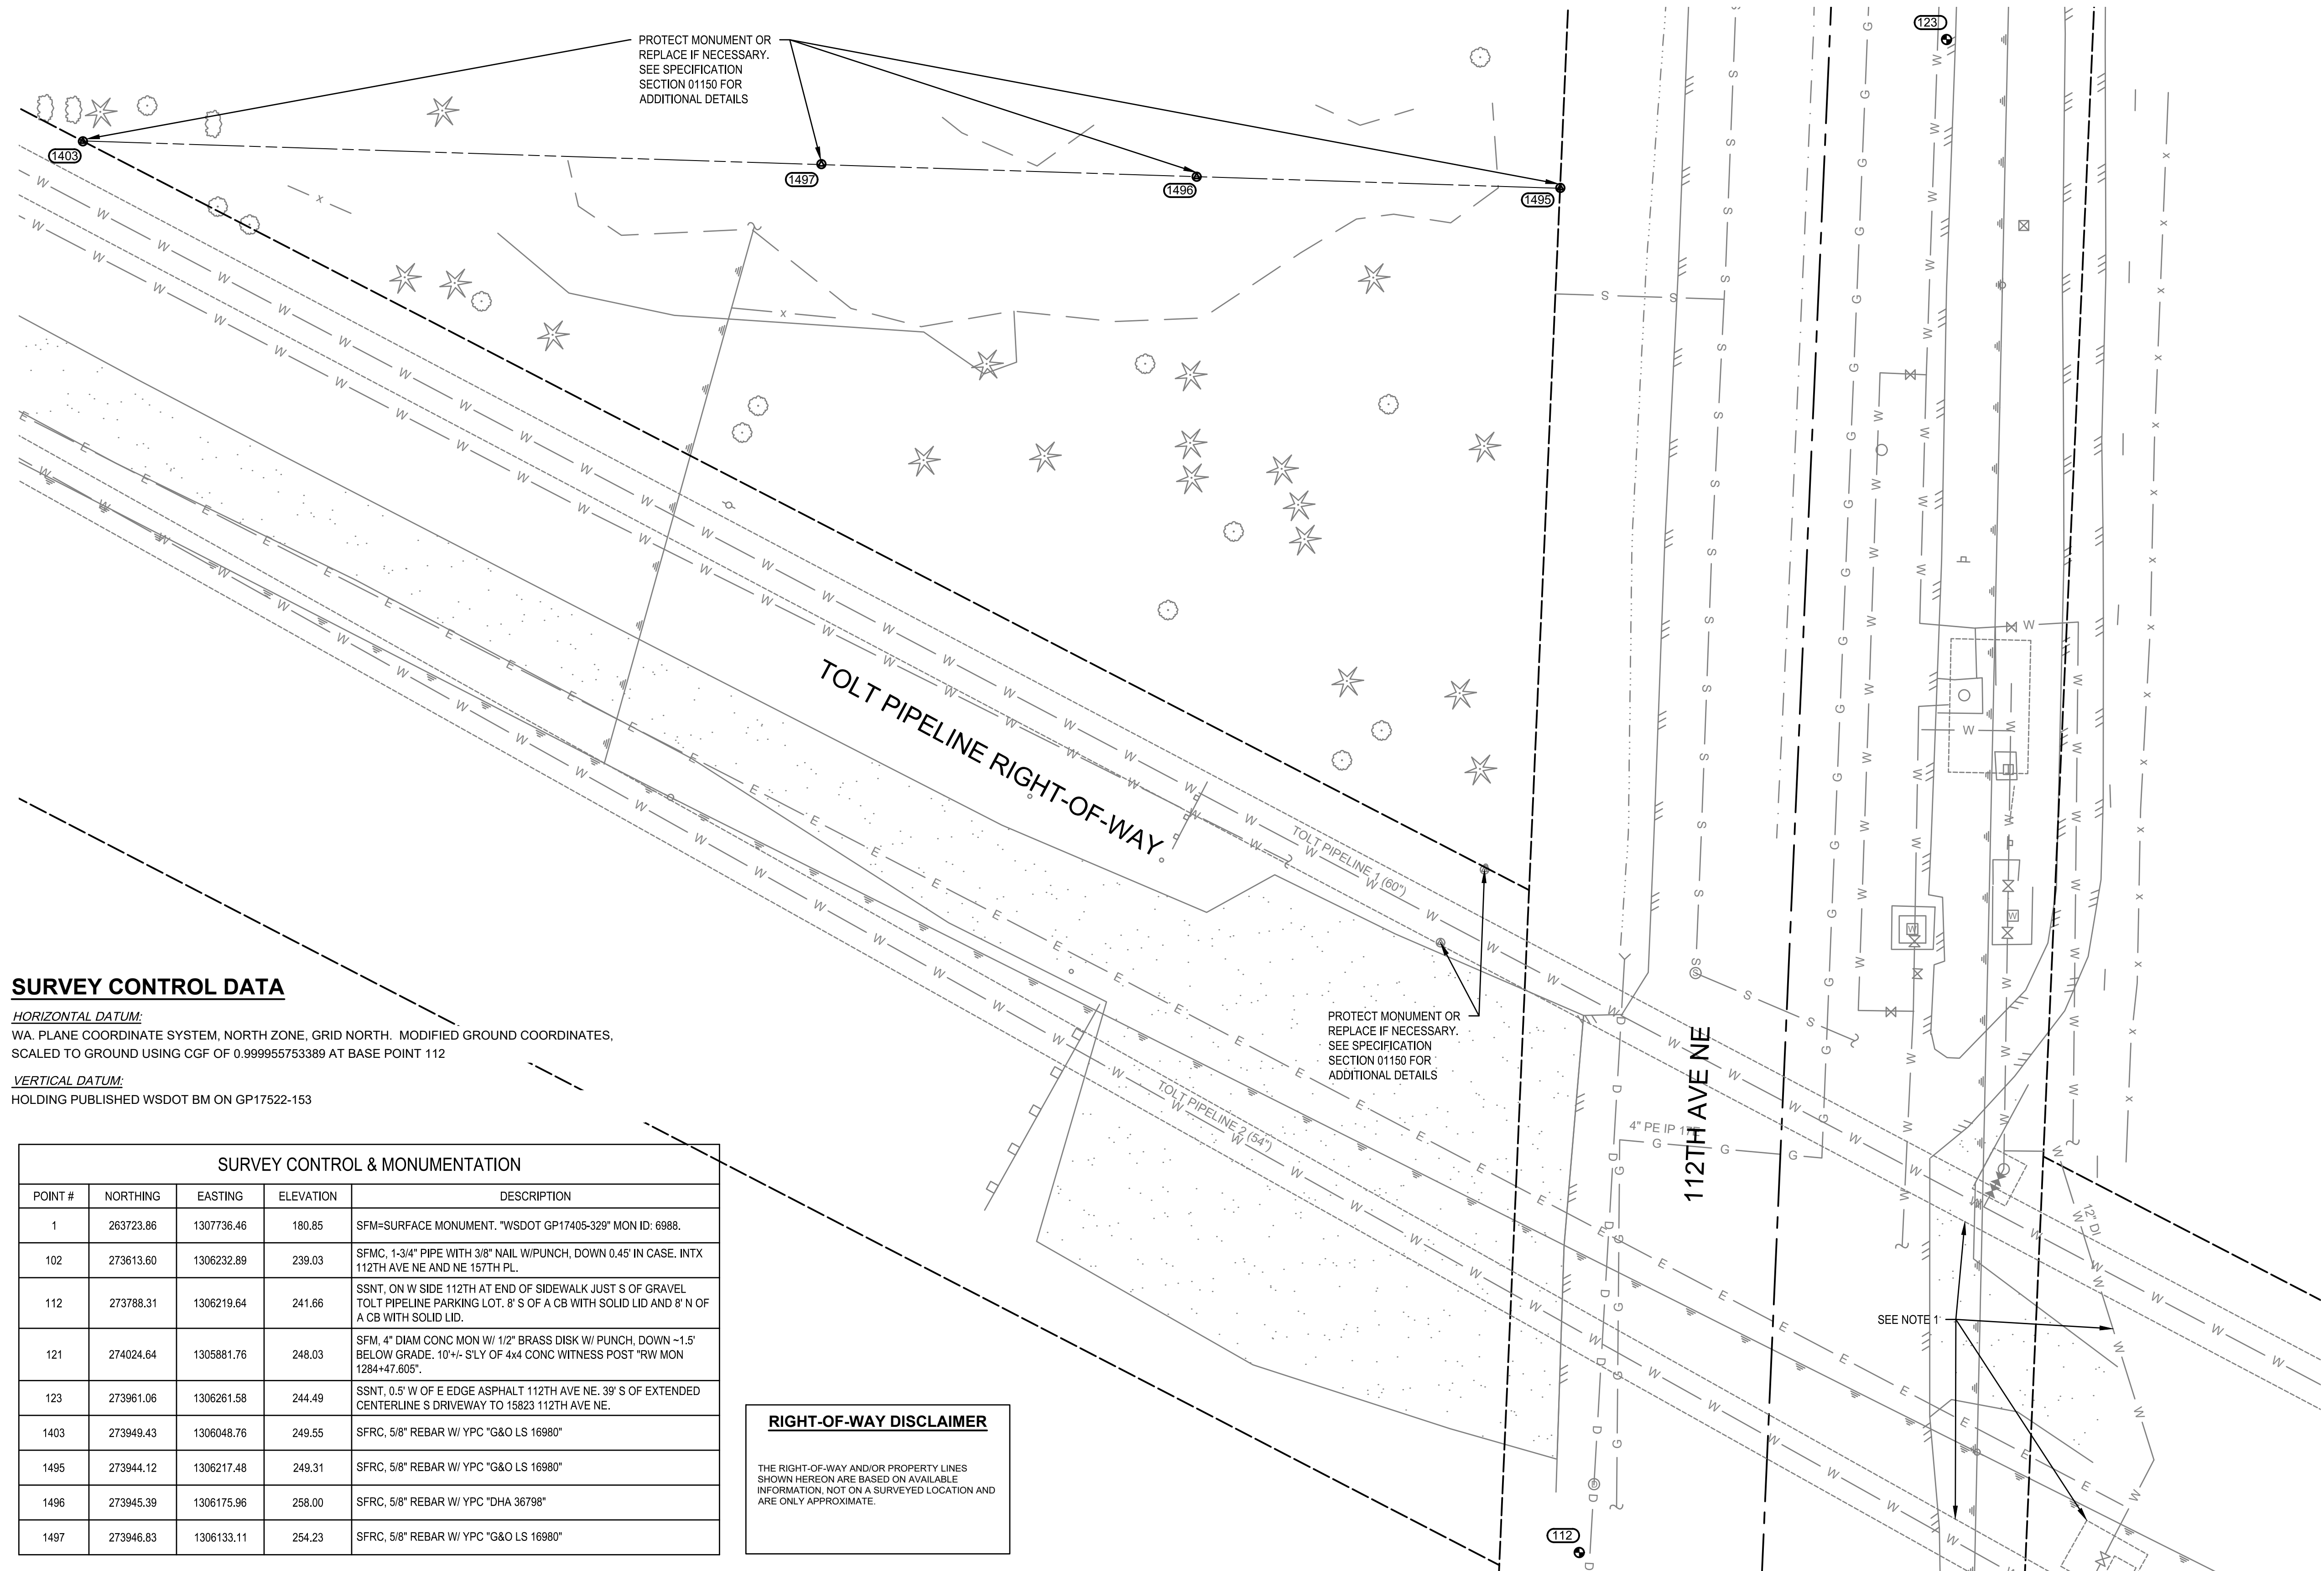 PROTECT MONUMENT OR
REPLACE IF NECESSARY.
SEE SPECIFICATION
SECTION 01150 FOR
ADDITIONAL DETAILS
123
1403
1497
1496
1495
TOLT PIPELINE RIGHT-OF-WAY
TOLT PIPELINE 1 (60")
PROTECT MONUMENT OR
REPLACE IF NECESSARY.
SEE SPECIFICATION
SECTION 01150 FOR
ADDITIONAL DETAILS
TOLT PIPELINE 2 (54")
112TH AVE NE
4" PE IP
12" DI
SEE NOTE 1
112
SURVEY CONTROL DATA
HORIZONTAL DATUM:
WA. PLANE COORDINATE SYSTEM, NORTH ZONE, GRID NORTH. MODIFIED GROUND COORDINATES,
SCALED TO GROUND USING CGF OF 0.999955753389 AT BASE POINT 112
VERTICAL DATUM:
HOLDING PUBLISHED WSDOT BM ON GP17522-153
SURVEY CONTROL & MONUMENTATION
POINT # NORTHING EASTING ELEVATION DESCRIPTION
1 263723.86 1307736.46 180.85 SFM=SURFACE MONUMENT. "WSDOT GP17405-329" MON ID: 6988.
102 273613.60 1306232.89 239.03 SFMC, 1-3/4" PIPE WITH 3/8" NAIL W/PUNCH, DOWN 0.45' IN CASE. INTX
112TH AVE NE AND NE 157TH PL.
112 273788.31 1306219.64 241.66 SSNT, ON W SIDE 112TH AT END OF SIDEWALK JUST S OF GRAVEL
TOLT PIPELINE PARKING LOT. 8' S OF A CB WITH SOLID LID AND 8' N OF
A CB WITH SOLID LID.
121 274024.64 1305881.76 248.03 SFM, 4" DIAM CONC MON W/ 1/2" BRASS DISK W/ PUNCH, DOWN ~1.5'
BELOW GRADE. 10'+/- S'LY OF 4x4 CONC WITNESS POST "RW MON
1284+47.605".
123 273961.06 1306261.58 244.49 SSNT, 0.5' W OF E EDGE ASPHALT 112TH AVE NE. 39' S OF EXTENDED
CENTERLINE S DRIVEWAY TO 15823 112TH AVE NE.
1403 273949.43 1306048.76 249.55 SFRC, 5/8" REBAR W/ YPC "G&O LS 16980"
1495 273944.12 1306217.48 249.31 SFRC, 5/8" REBAR W/ YPC "G&O LS 16980"
1496 273945.39 1306175.96 258.00 SFRC, 5/8" REBAR W/ YPC "DHA 36798"
1497 273946.83 1306133.11 254.23 SFRC, 5/8" REBAR W/ YPC "G&O LS 16980"
RIGHT-OF-WAY DISCLAIMER
THE RIGHT-OF-WAY AND/OR PROPERTY LINES
SHOWN HEREON ARE BASED ON AVAILABLE
INFORMATION, NOT ON A SURVEYED LOCATION AND
ARE ONLY APPROXIMATE.